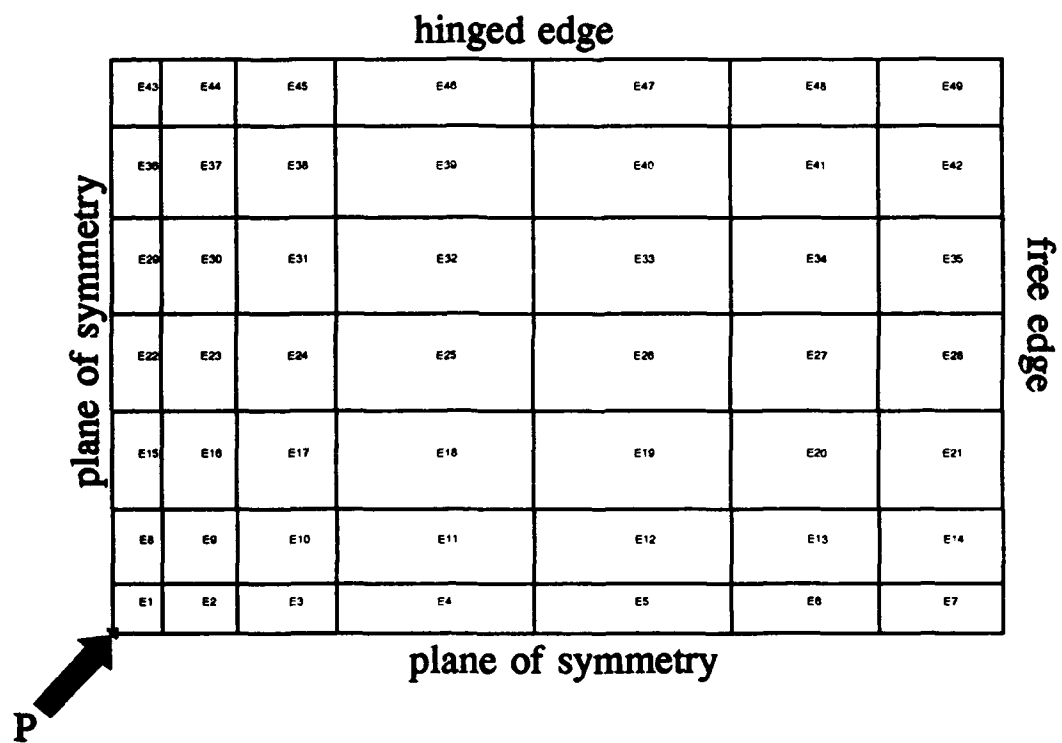 hinged edge
E43 E44 E45 E46 E47 E48 E49
E36 E37 E38 E39 E40 E41 E42
plane of symmetry
E29 E30 E31 E32 E33 E34 E35
free edge
E22 E23 E24 E25 E26 E27 E28
E15 E16 E17 E18 E19 E20 E21
E8 E9 E10 E11 E12 E13 E14
E1 E2 E3 E4 E5 E6 E7
plane of symmetry
P